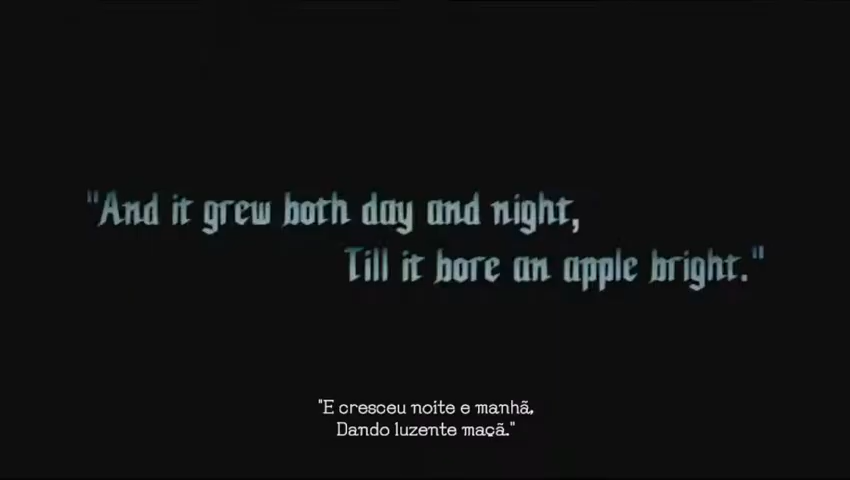 "And it grew both day and night,
Till it bore an apple bright."
"E cresceu noite e manhã,
Dando luzente maçã."